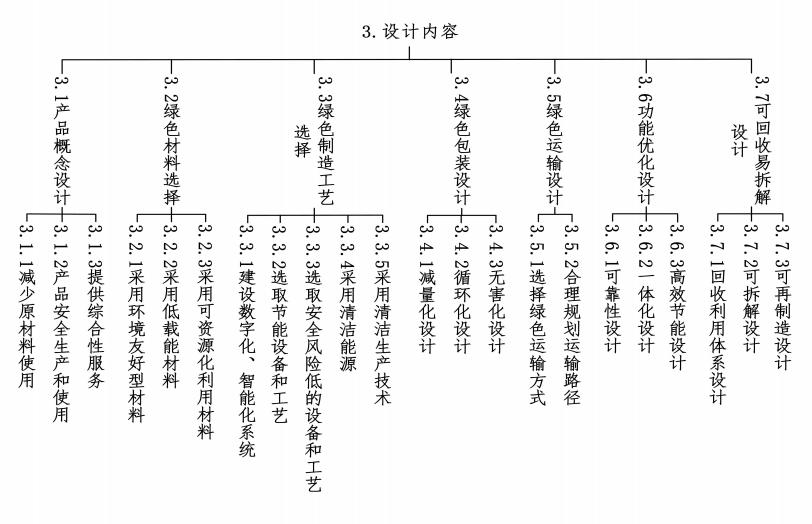 3.设计内容
3.1产品概念设计
3.2绿色材料选择
3.3绿色制造工艺
选择
3.4绿色包装设计
3.5绿色运输设计
3.6功能优化设计
3.7可回收易拆解
设计
3.1.1减少原材料使用
3.1.2产品安全生产和使用
3.1.3提供综合性服务
3.2.1采用环境友好型材料
3.2.2采用低载能材料
3.2.3采用可资源化利用材料
3.3.1建设数字化、智能化系统
3.3.2选取节能设备和工艺
3.3.3选取安全风险低的设备和工艺
3.3.4采用清洁能源
3.3.5采用清洁生产技术
3.4.1减量化设计
3.4.2循环化设计
3.4.3无害化设计
3.5.1选择绿色运输方式
3.5.2合理规划运输路径
3.6.1可靠性设计
3.6.2一体化设计
3.6.3高效节能设计
3.7.1回收利用体系设计
3.7.2可拆解设计
3.7.3可再制造设计